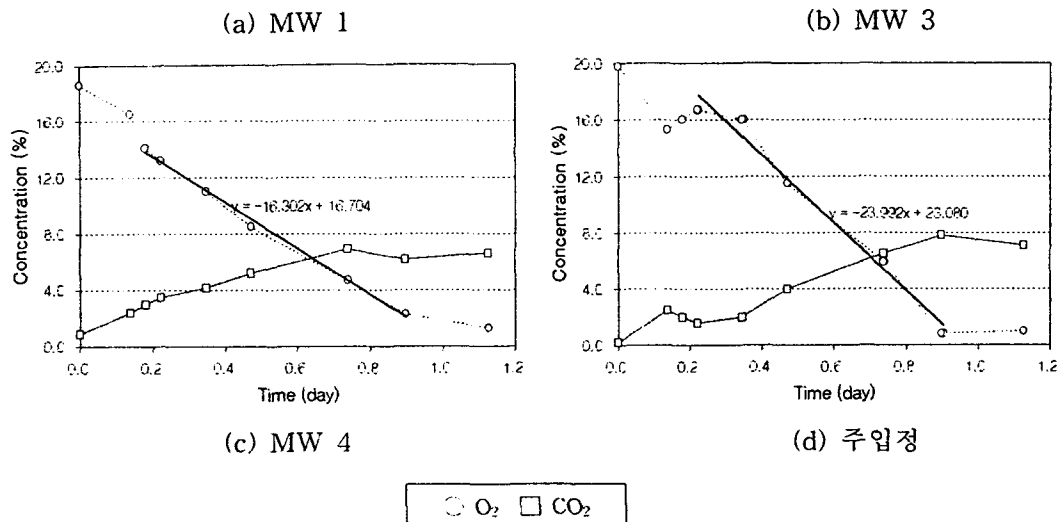 (a) MW 1
(b) MW 3
20.0
16.0
12.0
8.0
4.0
0.0
Concentration (%)
y = -16.302x + 16.704
0.0 0.2 0.4 0.6 0.8 1.0 1.2
Time (day)
20.0
16.0
12.0
8.0
4.0
0.0
Concentration (%)
y = -23.992x + 23.080
0.0 0.2 0.4 0.6 0.8 1.0 1.2
Time (day)
(c) MW 4
(d) 주입정
O₂ CO₂